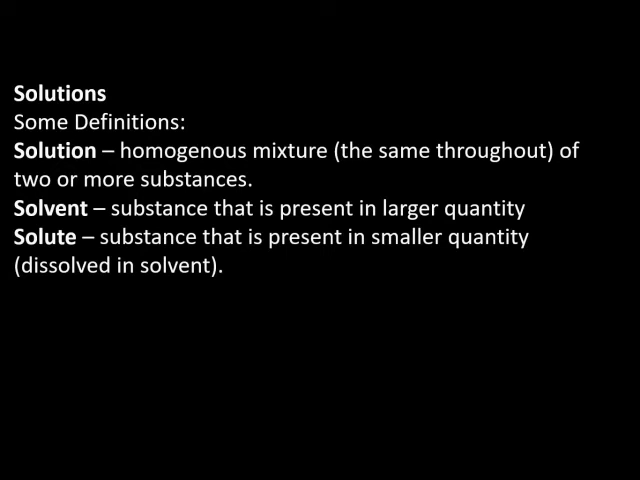 Solutions
Some Definitions:
Solution – homogenous mixture (the same throughout) of
two or more substances.
Solvent – substance that is present in larger quantity
Solute – substance that is present in smaller quantity
(dissolved in solvent).